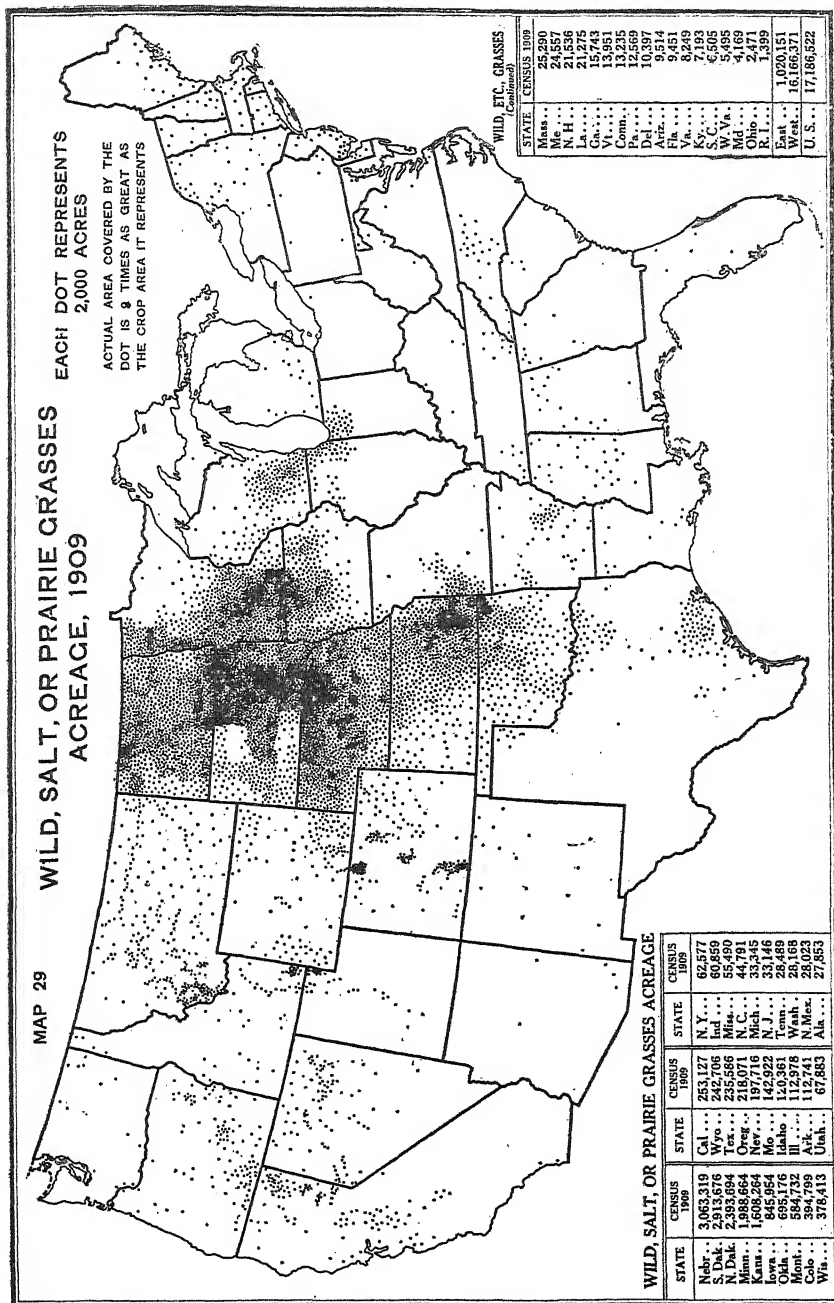 MAP 29
WILD, SALT, OR PRAIRIE GRASSES
ACREAGE, 1909
EACH DOT REPRESENTS
2,000 ACRES
ACTUAL AREA COVERED BY THE
DOT IS 9 TIMES AS GREAT AS
THE CROP AREA IT REPRESENTS
WILD, SALT, OR PRAIRIE GRASSES ACREAGE
STATE CENSUS 1909 STATE CENSUS 1909 STATE CENSUS 1909
Nebr.. 3,063,319 Cal.... 253,127 N.Y... 62,577
S. Dak. 2,913,676 Wyo... 242,706 Ind.... 60,859
N. Dak. 2,393,694 Tex.... 235,586 Miss... 55,490
Minn.. 1,988,664 Oreg... 218,071 N. C... 44,791
Kans... 1,608,264 Nev.... 197,716 Mich... 33,345
Iowa... 845,954 Mo.... 142,922 N. J... 33,146
Okla... 695,176 Idaho.. 120,361 Tenn.. 28,489
Mont.. 584,732 Ill..... 112,978 Wash. 28,168
Colo... 394,799 Ark.... 112,741 N.Mex. 28,023
Wis.... 378,413 Utah.. 67,883 Ala.... 27,853
WILD, ETC., GRASSES
(Continued)
STATE CENSUS 1909
Mass... 25,290
Me.... 24,557
N. H... 21,536
La..... 21,275
Ga..... 15,743
Vt..... 13,951
Conn.. 13,235
Pa..... 12,569
Del.... 10,397
Ariz... 9,514
Fla.... 9,451
Va..... 8,249
Ky..... 7,193
S. C... 6,505
W. Va. 5,495
Md.... 4,169
Ohio... 2,471
R. I.... 1,399
East... 1,020,151
West.. 16,166,371
U. S... 17,186,522